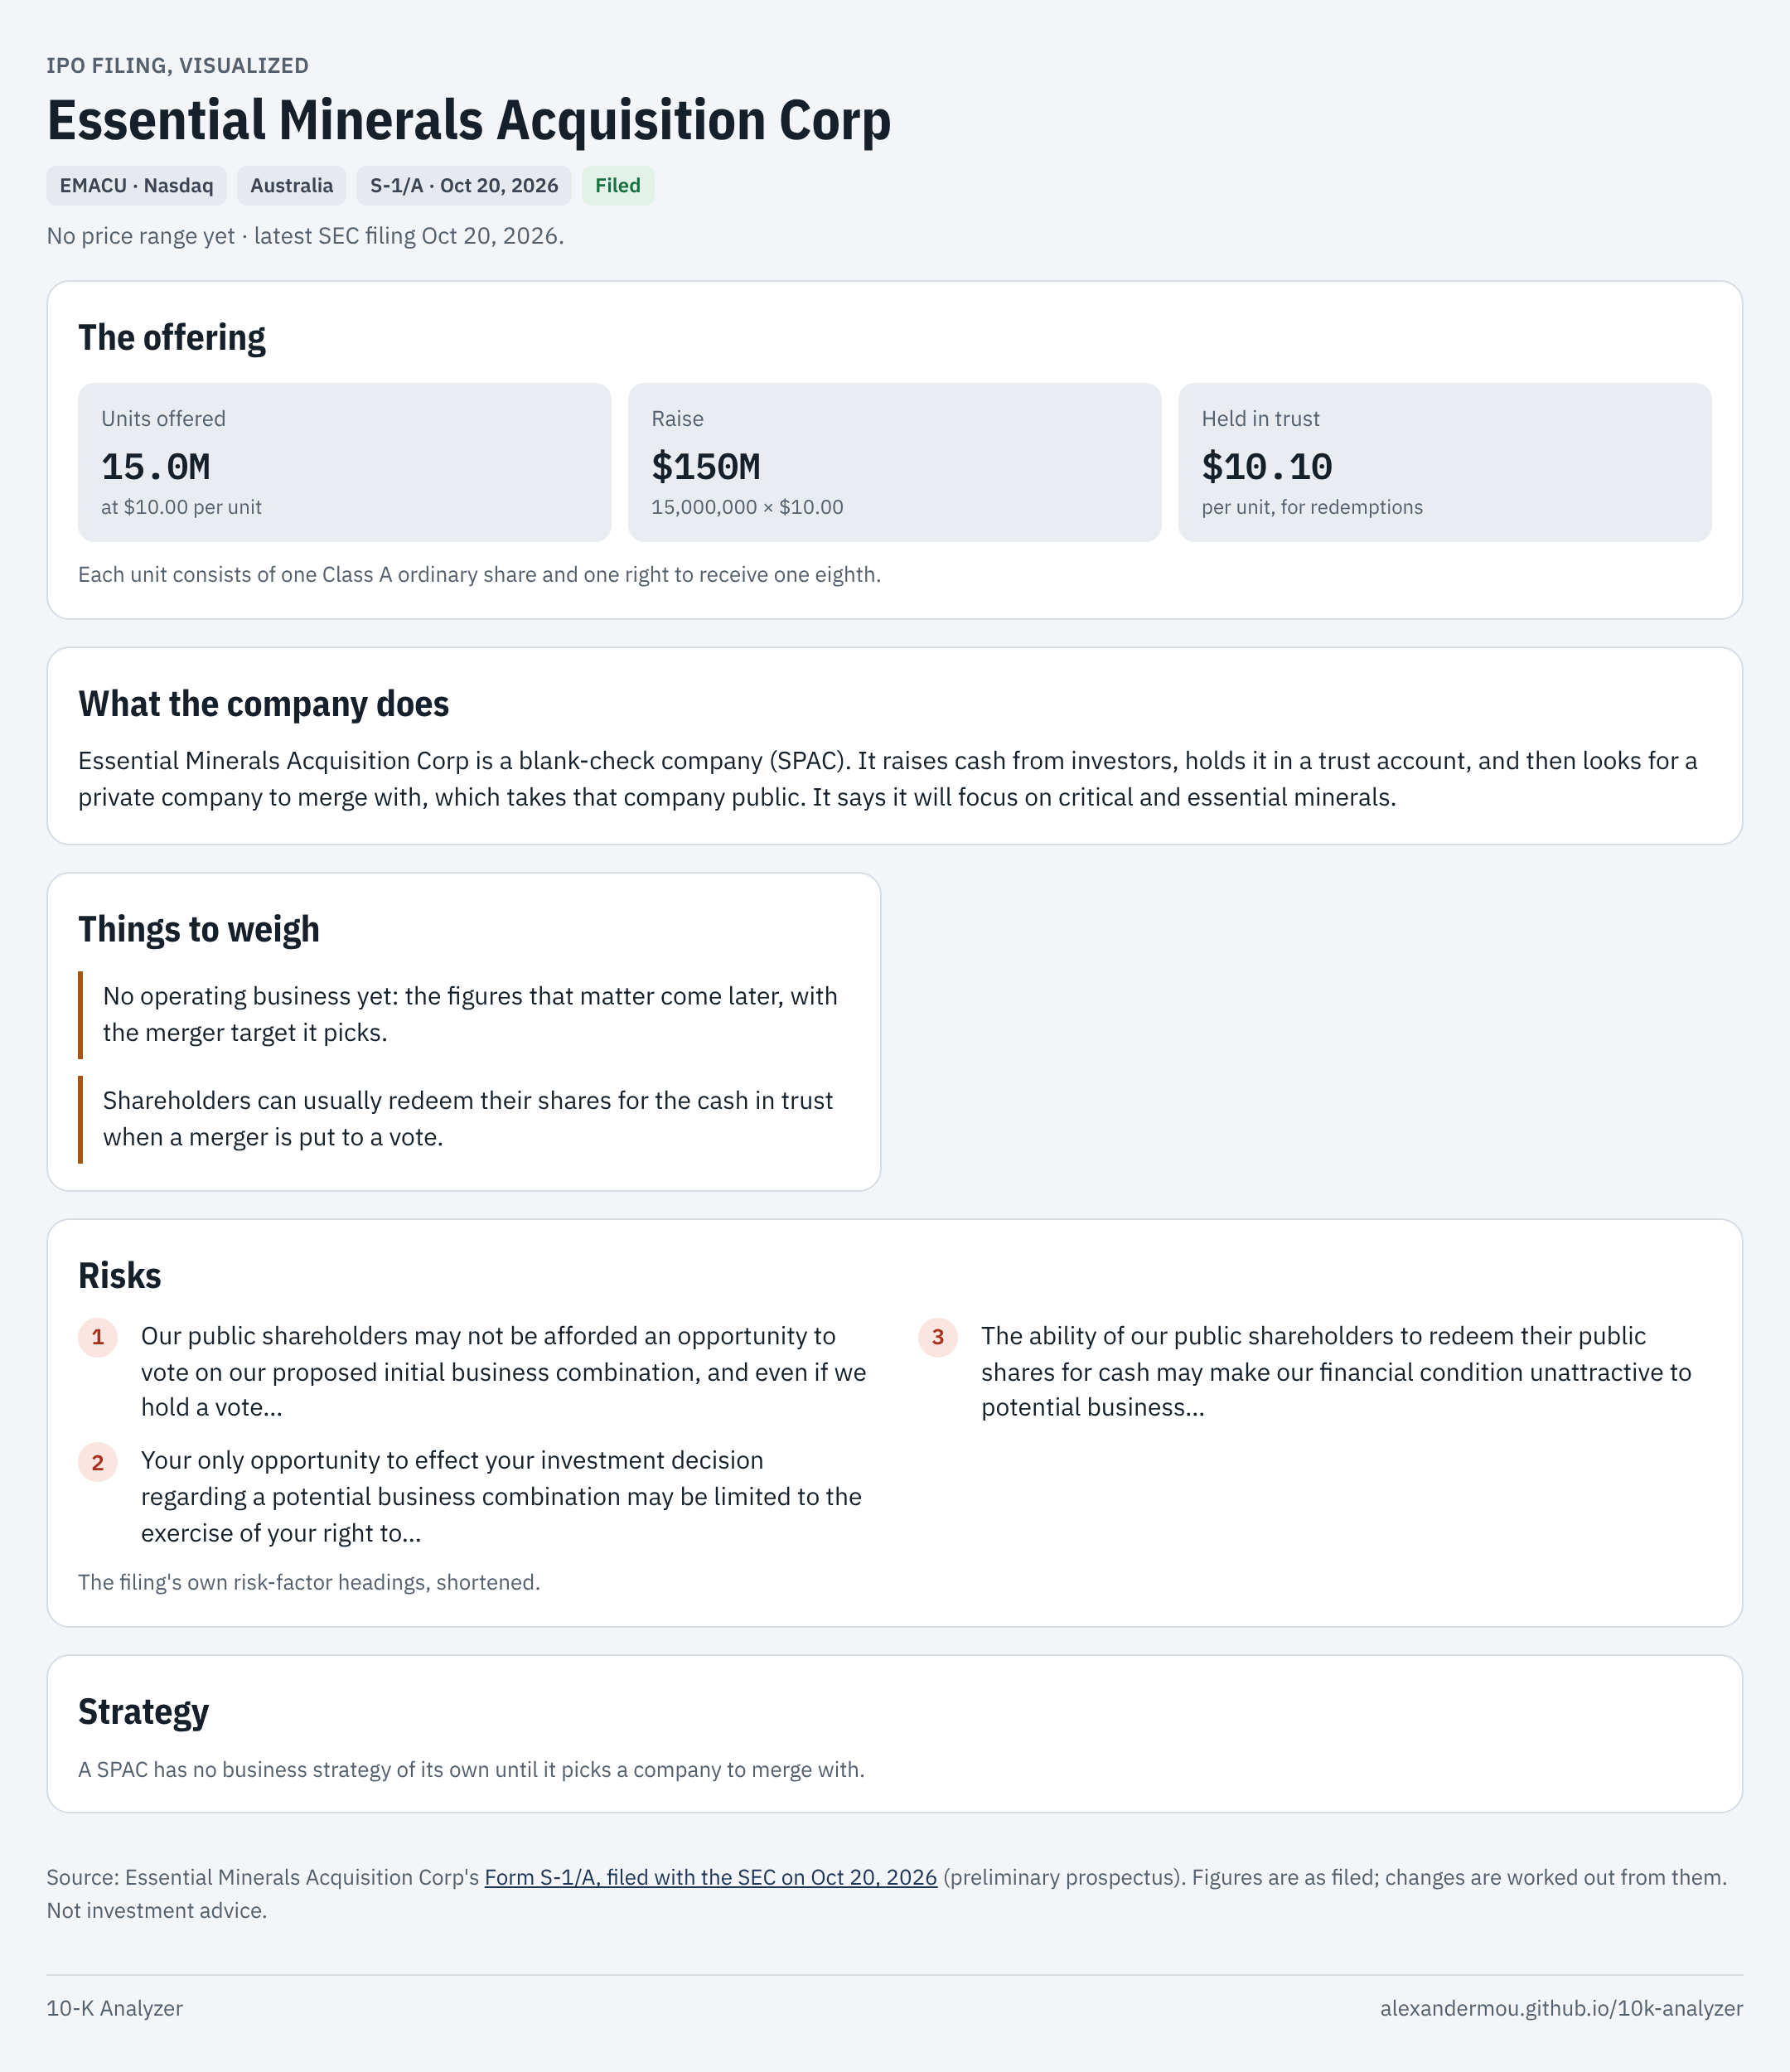 IPO FILING, VISUALIZED
Essential Minerals Acquisition Corp
EMACU · Nasdaq
Australia
S-1/A · Oct 20, 2026
Filed
No price range yet · latest SEC filing Oct 20, 2026.
The offering
Units offered
15.0M
at $10.00 per unit
Raise
$150M
15,000,000 × $10.00
Held in trust
$10.10
per unit, for redemptions
Each unit consists of one Class A ordinary share and one right to receive one eighth.
What the company does
Essential Minerals Acquisition Corp is a blank-check company (SPAC). It raises cash from investors, holds it in a trust account, and then looks for a
private company to merge with, which takes that company public. It says it will focus on critical and essential minerals.
Things to weigh
No operating business yet: the figures that matter come later, with
the merger target it picks.
Shareholders can usually redeem their shares for the cash in trust
when a merger is put to a vote.
Risks
1
Our public shareholders may not be afforded an opportunity to
vote on our proposed initial business combination, and even if we
hold a vote…
2
Your only opportunity to effect your investment decision
regarding a potential business combination may be limited to the
exercise of your right to…
3
The ability of our public shareholders to redeem their public
shares for cash may make our financial condition unattractive to
potential business…
The filing's own risk-factor headings, shortened.
Strategy
A SPAC has no business strategy of its own until it picks a company to merge with.
Source: Essential Minerals Acquisition Corp's Form S-1/A, filed with the SEC on Oct 20, 2026 (preliminary prospectus). Figures are as filed; changes are worked out from them.
Not investment advice.
10-K Analyzer
alexandermou.github.io/10k-analyzer